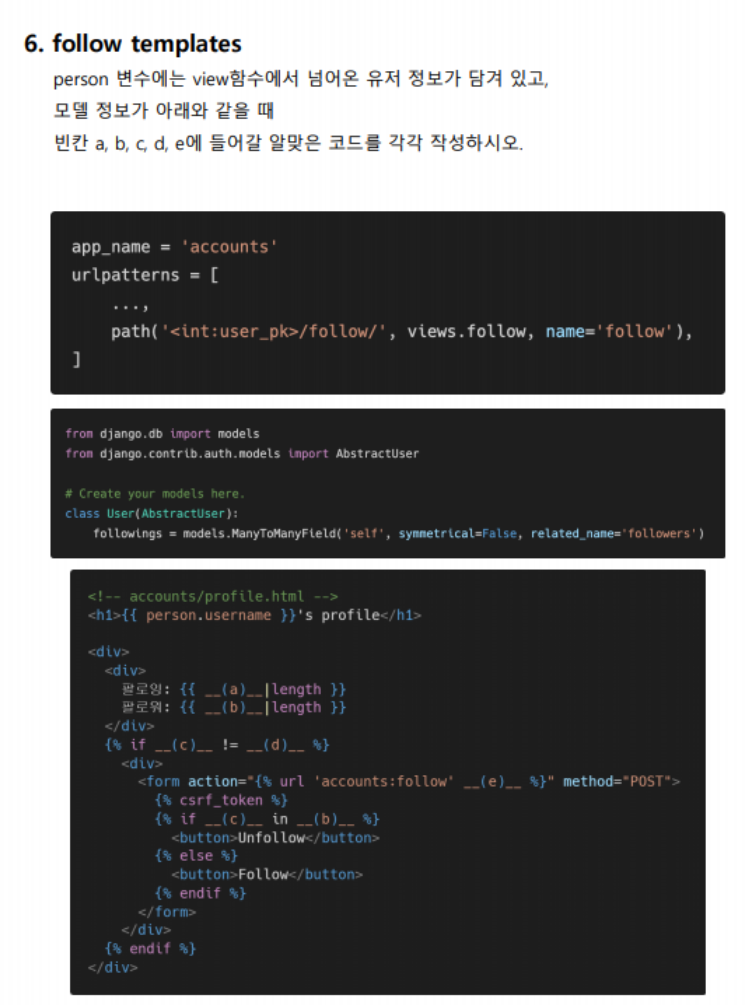 6. follow templates
person 변수에는 view함수에서 넘어온 유저 정보가 담겨 있고,
모델 정보가 아래와 같을 때
빈칸 a, b, c, d, e에 들어갈 알맞은 코드를 각각 작성하시오.
app_name = 'accounts'
urlpatterns = [
    ...,
    path('<int:user_pk>/follow/', views.follow, name='follow'),
]
from django.db import models
from django.contrib.auth.models import AbstractUser
# Create your models here.
class User(AbstractUser):
    followings = models.ManyToManyField('self', symmetrical=False, related_name='followers')
<!-- accounts/profile.html -->
<h1>{{ person.username }}'s profile</h1>
<div>
  <div>
    팔로잉: {{ __(a)__|length }}
    팔로워: {{ __(b)__|length }}
  </div>
  {% if __(c)__ != __(d)__ %}
    <div>
      <form action="{% url 'accounts:follow' __(e)__ %}" method="POST">
        {% csrf_token %}
        {% if __(c)__ in __(b)__ %}
          <button>Unfollow</button>
        {% else %}
          <button>Follow</button>
        {% endif %}
      </form>
    </div>
  {% endif %}
</div>